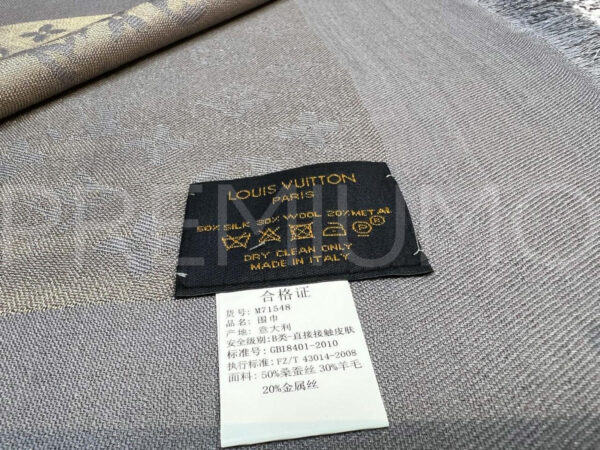 PREMIUM
LOUIS VUITTON
PARIS
50% SILK 30% WOOL 20% METAL
P
DRY CLEAN ONLY
MADE IN ITALY
合格证
货号: M71548
品名: 围巾
产地: 意大利
安全级别: B类-直接接触皮肤
标准号: GB18401-2010
执行标准: FZ/T 43014-2008
面料: 50%桑蚕丝 30%羊毛
20%金属丝